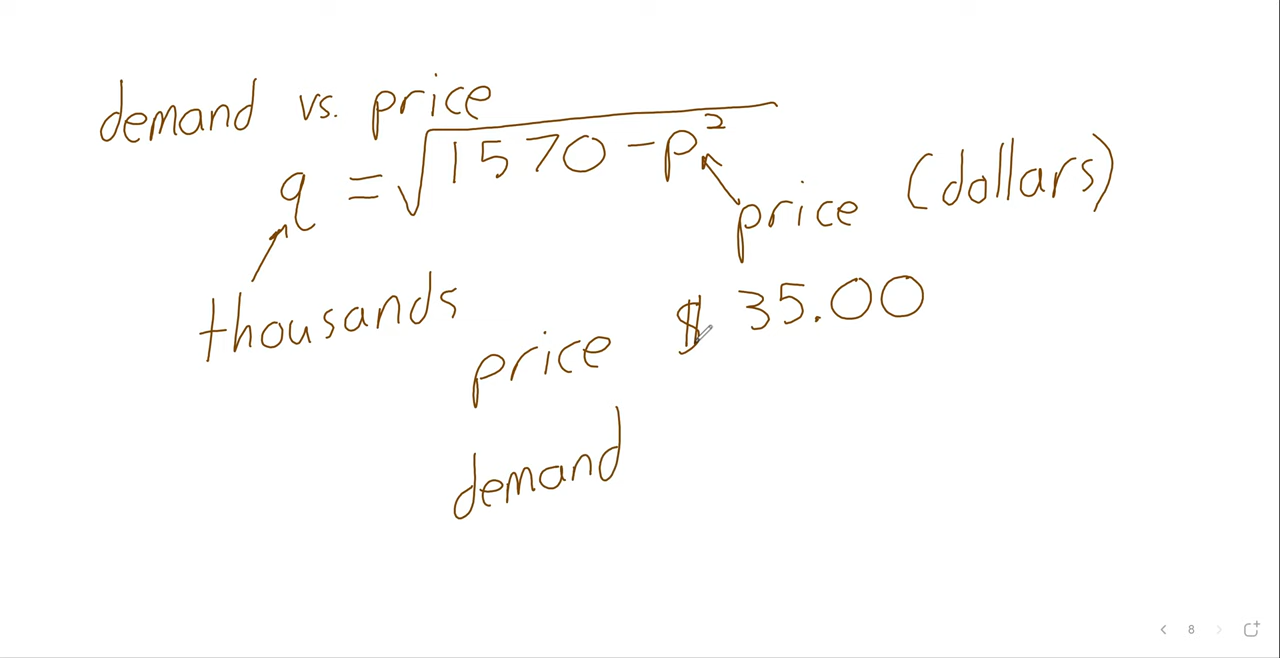 demand vs. price
q = √1570 - p²
price (dollars)
thousands
price $ 35.00
demand
8